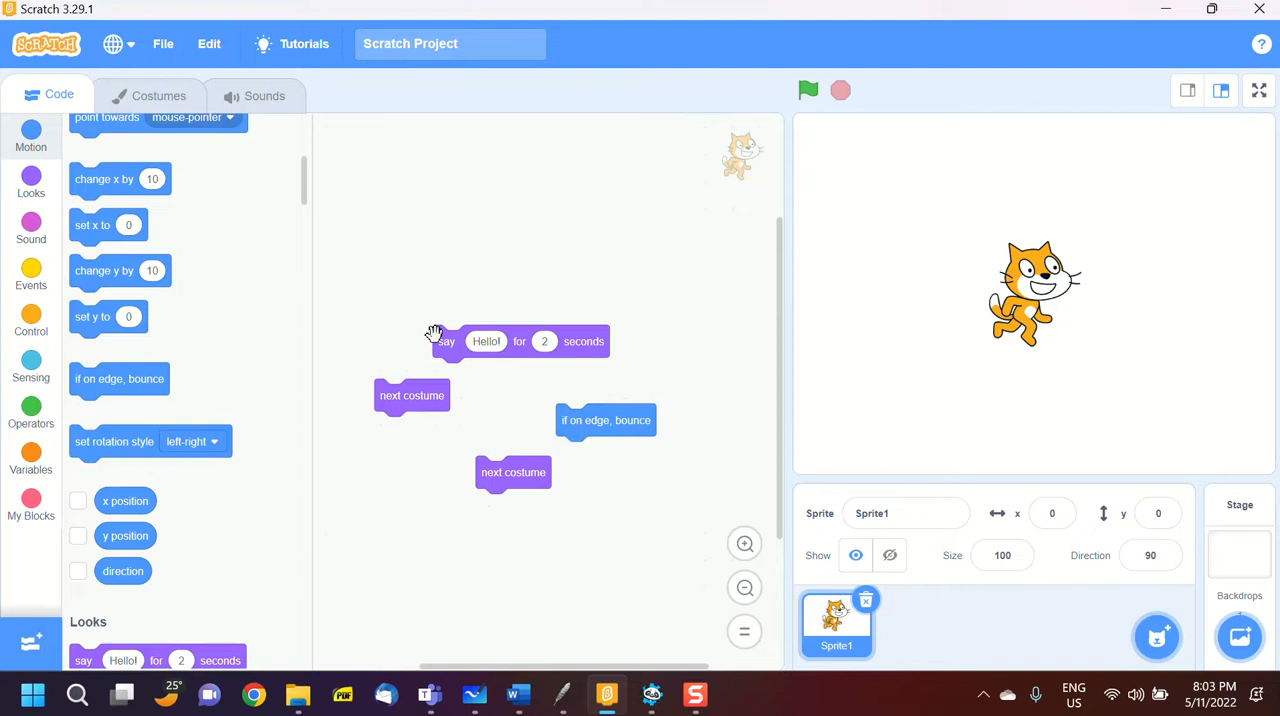 Scratch 3.29.1
SCRATCH File Edit Tutorials Scratch Project ?
Code Costumes Sounds
point towards mouse-pointer
change x by 10
set x to 0
change y by 10
set y to 0
if on edge, bounce
set rotation style left-right
x position
y position
direction
Looks
say Hello! for 2 seconds
Motion
Looks
Sound
Events
Control
Sensing
Operators
Variables
My Blocks
say Hello! for 2 seconds
next costume
if on edge, bounce
next costume
Sprite Sprite1 x 0 y 0
Show Size 100 Direction 90
Sprite1
Stage
Backdrops
25°
PDF
ENG
US
8:03 PM
5/11/2022